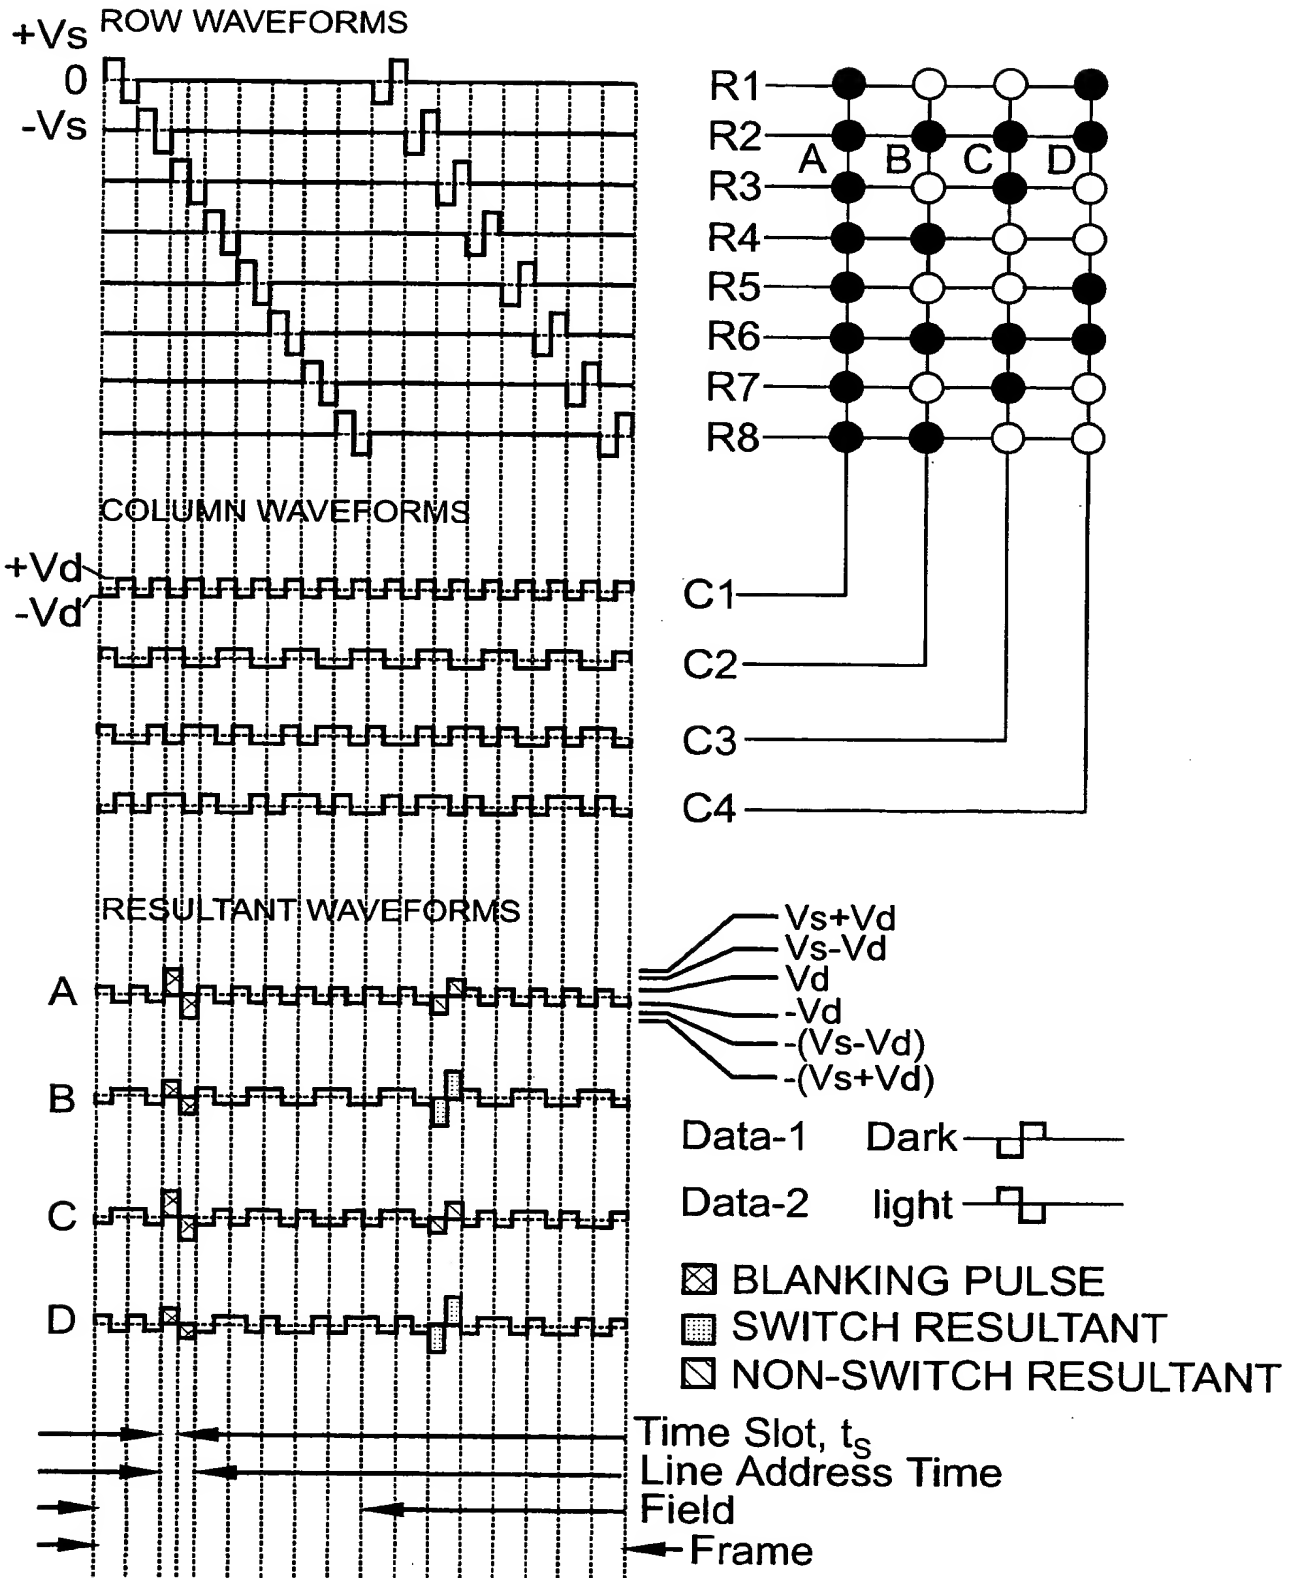 ROW WAVEFORMS
+Vs
0
-Vs
R1
R2
A B C D
R3
R4
R5
R6
R7
R8
COLUMN WAVEFORMS
+Vd
-Vd
C1
C2
C3
C4
RESULTANT WAVEFORMS
Vs+Vd
Vs-Vd
Vd
-Vd
-(Vs-Vd)
-(Vs+Vd)
A
B
C
D
Data-1 Dark
Data-2 light
BLANKING PULSE
SWITCH RESULTANT
NON-SWITCH RESULTANT
Time Slot, tS
Line Address Time
Field
Frame